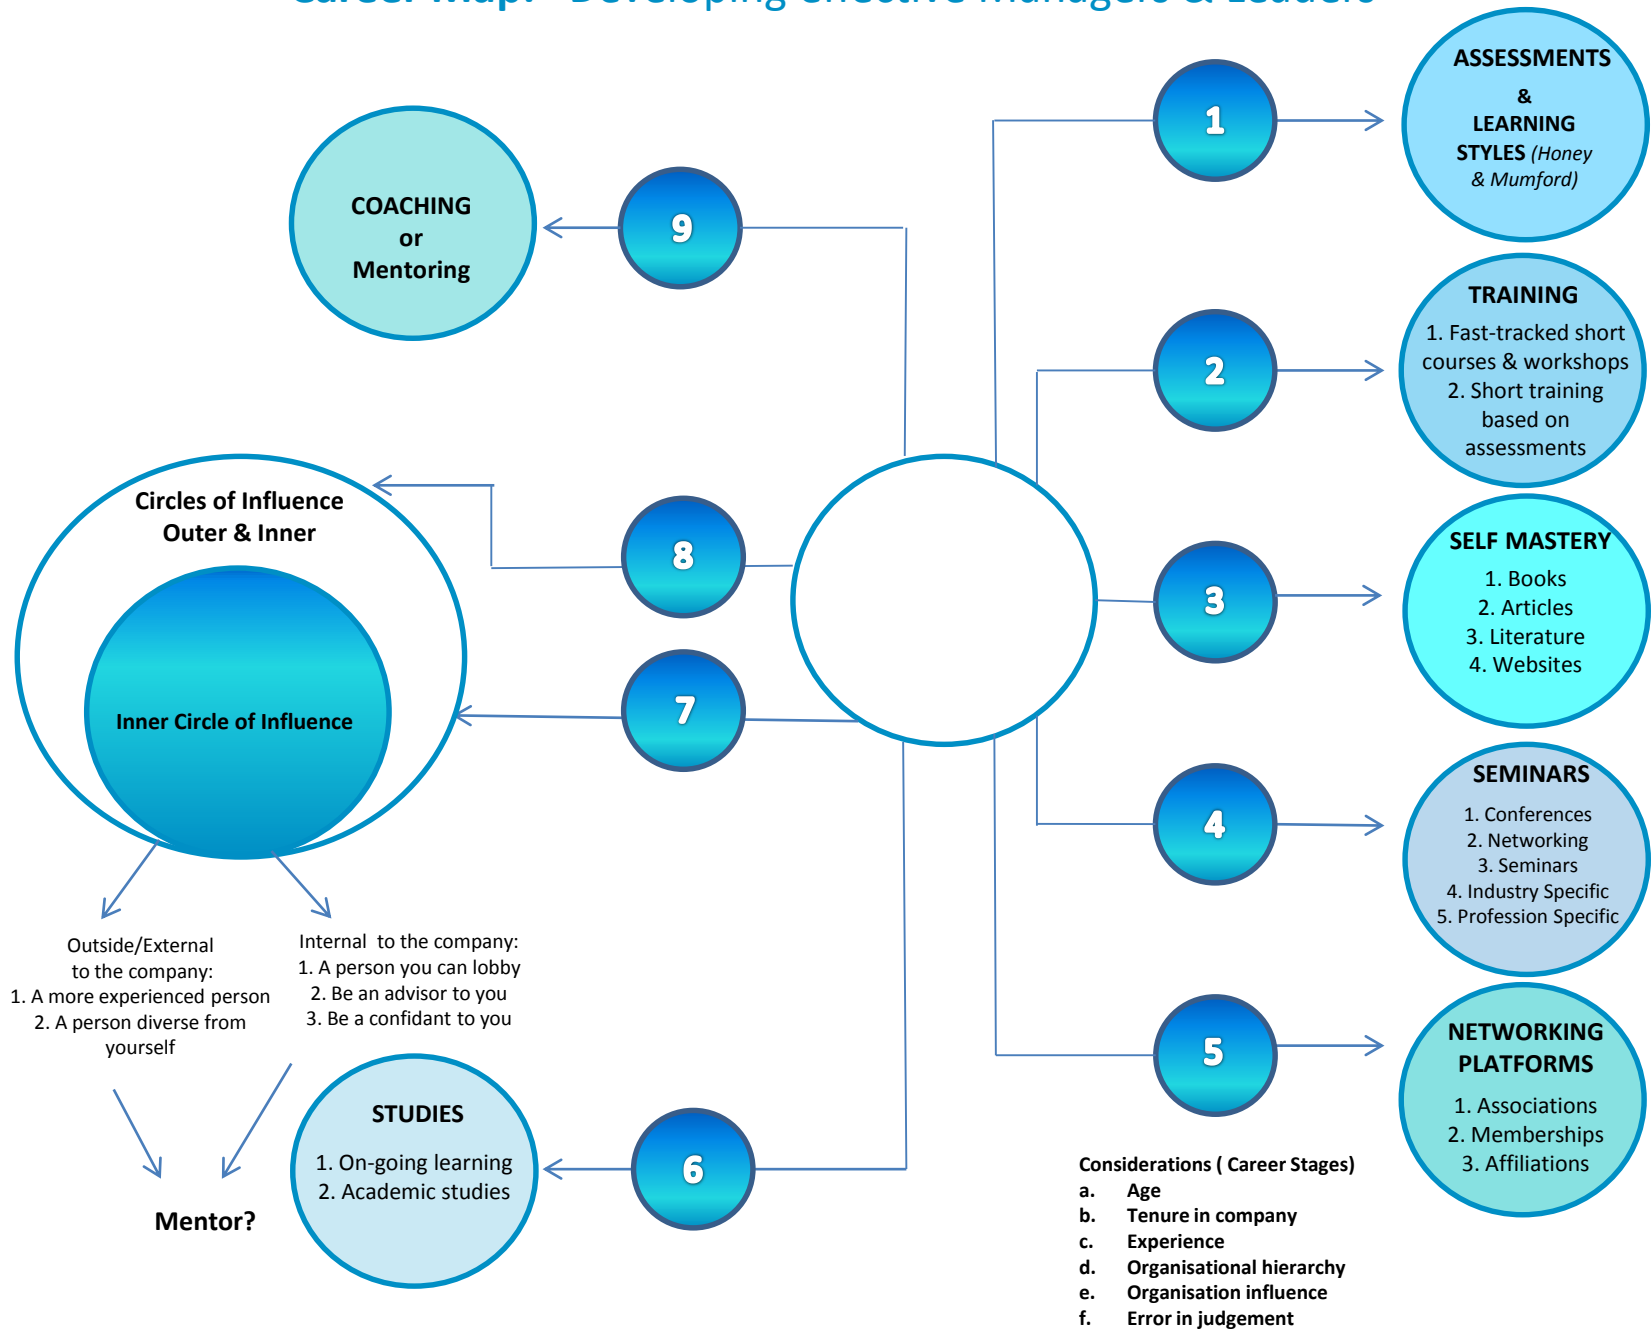 Career Map: Developing Effective Managers & Leaders
1
ASSESSMENTS
&
LEARNING
STYLES (Honey
& Mumford)
9
COACHING
or
Mentoring
2
TRAINING
1. Fast-tracked short
courses & workshops
2. Short training
based on
assessments
8
Circles of Influence
Outer & Inner
3
SELF MASTERY
1. Books
2. Articles
3. Literature
4. Websites
7
Inner Circle of Influence
4
SEMINARS
1. Conferences
2. Networking
3. Seminars
4. Industry Specific
5. Profession Specific
Outside/External
to the company:
1. A more experienced person
2. A person diverse from
yourself
Internal to the company:
1. A person you can lobby
2. Be an advisor to you
3. Be a confidant to you
Mentor?
5
NETWORKING
PLATFORMS
1. Associations
2. Memberships
3. Affiliations
6
STUDIES
1. On-going learning
2. Academic studies
Considerations ( Career Stages)
a. Age
b. Tenure in company
c. Experience
d. Organisational hierarchy
e. Organisation influence
f. Error in judgement